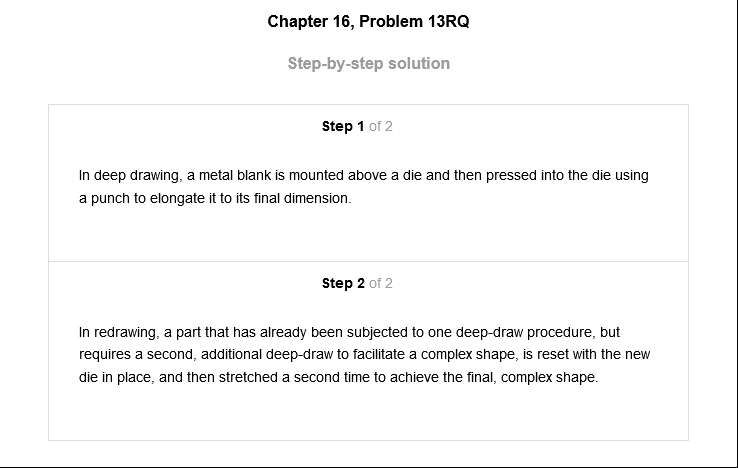 Chapter 16, Problem 13RQ
Step-by-step solution
Step 1 of 2
In deep drawing, a metal blank is mounted above a die and then pressed into the die using
a punch to elongate it to its final dimension.
Step 2 of 2
In redrawing, a part that has already been subjected to one deep-draw procedure, but
requires a second, additional deep-draw to facilitate a complex shape, is reset with the new
die in place, and then stretched a second time to achieve the final, complex shape.